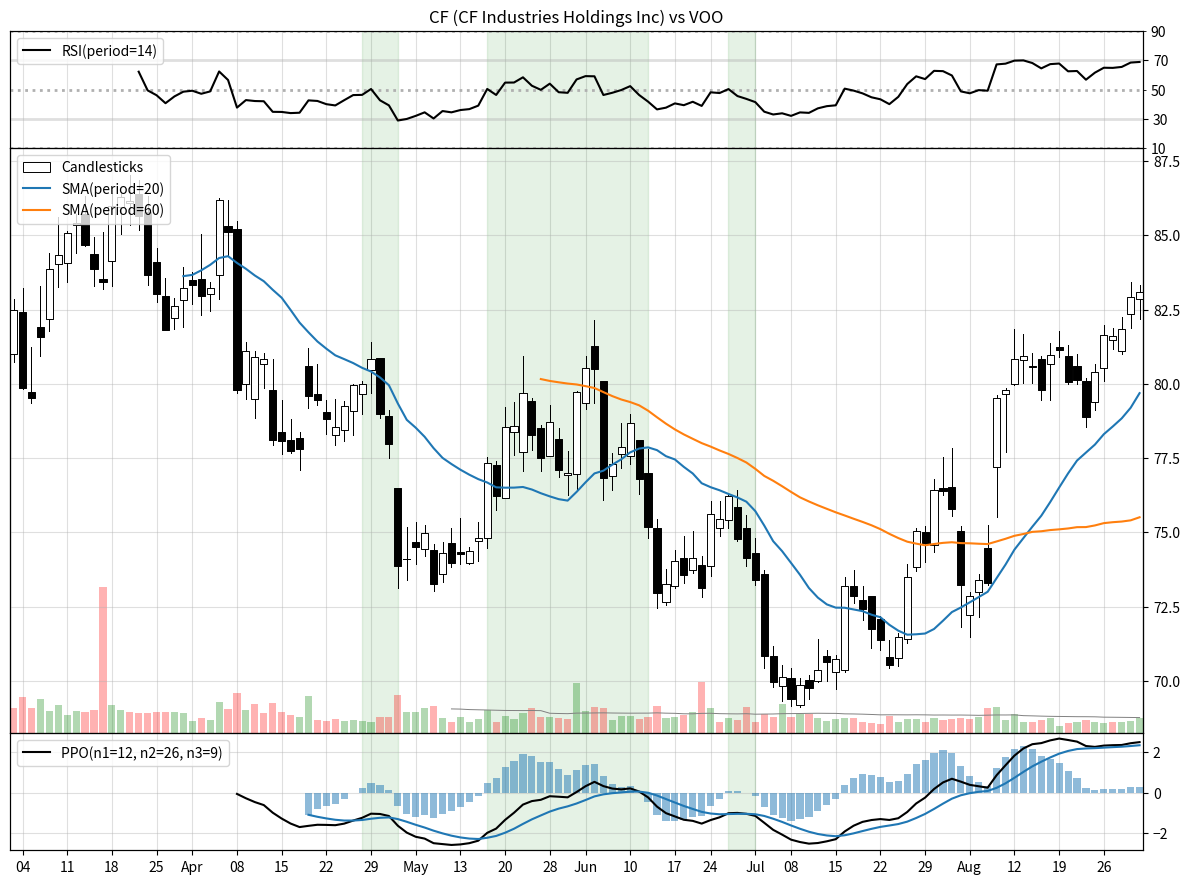 CF (CF Industries Holdings Inc) vs VOO
RSI(period=14)
90
70
50
30
10
Candlesticks
SMA(period=20)
SMA(period=60)
87.5
85.0
82.5
80.0
77.5
75.0
72.5
70.0
PPO(n1=12, n2=26, n3=9)
2
0
−2
04 11 18 25 Apr 08 15 22 29 May 13 20 28 Jun 10 17 24 Jul 08 15 22 29 Aug 12 19 26